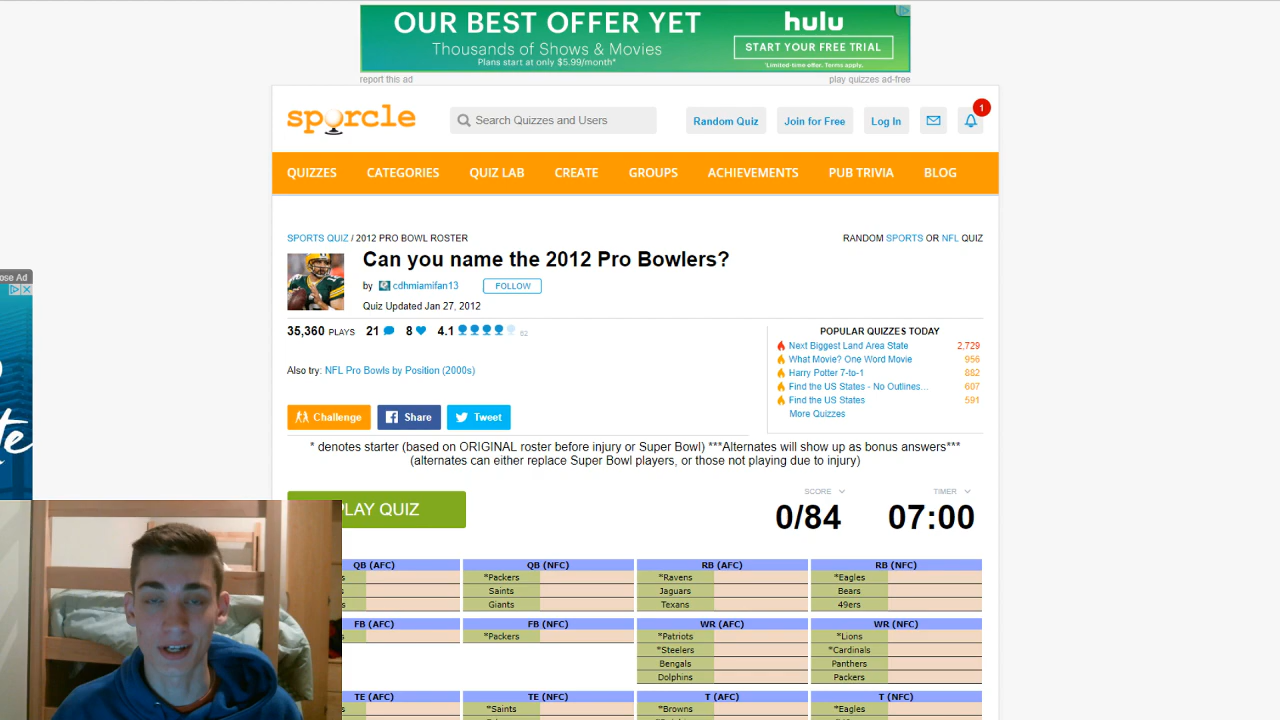 OUR BEST OFFER YET
Thousands of Shows & Movies
Plans start at only $5.99/month*
hulu
START YOUR FREE TRIAL
*Limited-time offer. Terms apply.
report this ad
play quizzes ad-free
sporcle
Search Quizzes and Users
Random Quiz
Join for Free
Log In
1
QUIZZES
CATEGORIES
QUIZ LAB
CREATE
GROUPS
ACHIEVEMENTS
PUB TRIVIA
BLOG
SPORTS QUIZ / 2012 PRO BOWL ROSTER
RANDOM SPORTS OR NFL QUIZ
Can you name the 2012 Pro Bowlers?
by cdhmiamifan13
FOLLOW
Quiz Updated Jan 27, 2012
35,360 PLAYS 21 8 4.1 62
Also try: NFL Pro Bowls by Position (2000s)
POPULAR QUIZZES TODAY
Next Biggest Land Area State 2,729
What Movie? One Word Movie 956
Harry Potter 7-to-1 882
Find the US States - No Outlines... 607
Find the US States 591
More Quizzes
Challenge
Share
Tweet
* denotes starter (based on ORIGINAL roster before injury or Super Bowl) ***Alternates will show up as bonus answers***
(alternates can either replace Super Bowl players, or those not playing due to injury)
PLAY QUIZ
SCORE
0/84
TIMER
07:00
QB (AFC)
s
s
QB (NFC)
*Packers
Saints
Giants
RB (AFC)
*Ravens
Jaguars
Texans
RB (NFC)
*Eagles
Bears
49ers
FB (AFC)
s
FB (NFC)
*Packers
WR (AFC)
*Patriots
*Steelers
Bengals
Dolphins
WR (NFC)
*Lions
*Cardinals
Panthers
Packers
TE (AFC)
TE (NFC)
*Saints
T (AFC)
*Browns
T (NFC)
*Eagles
ose Ad
te